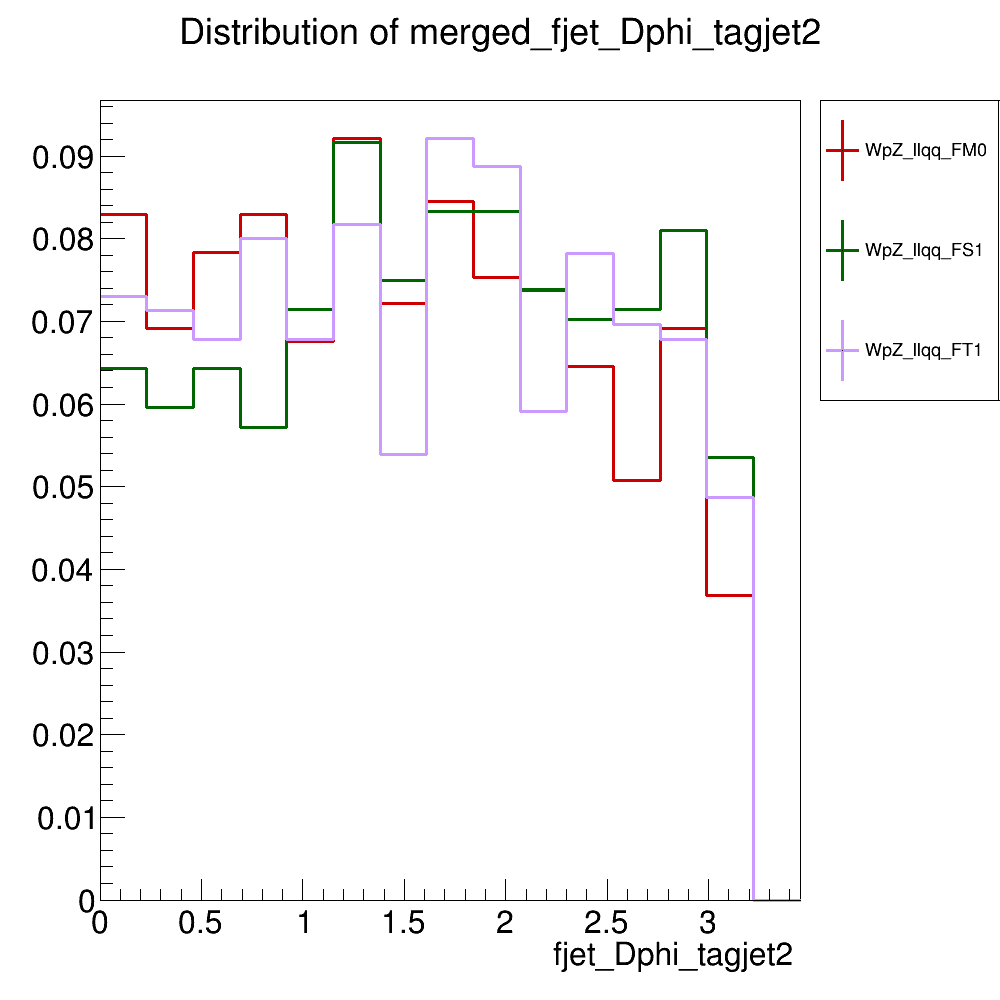 Distribution of merged_fjet_Dphi_tagjet2
0.09
0.08
0.07
0.06
0.05
0.04
0.03
0.02
0.01
0
0 0.5 1 1.5 2 2.5 3
fjet_Dphi_tagjet2
WpZ_llqq_FM0
WpZ_llqq_FS1
WpZ_llqq_FT1